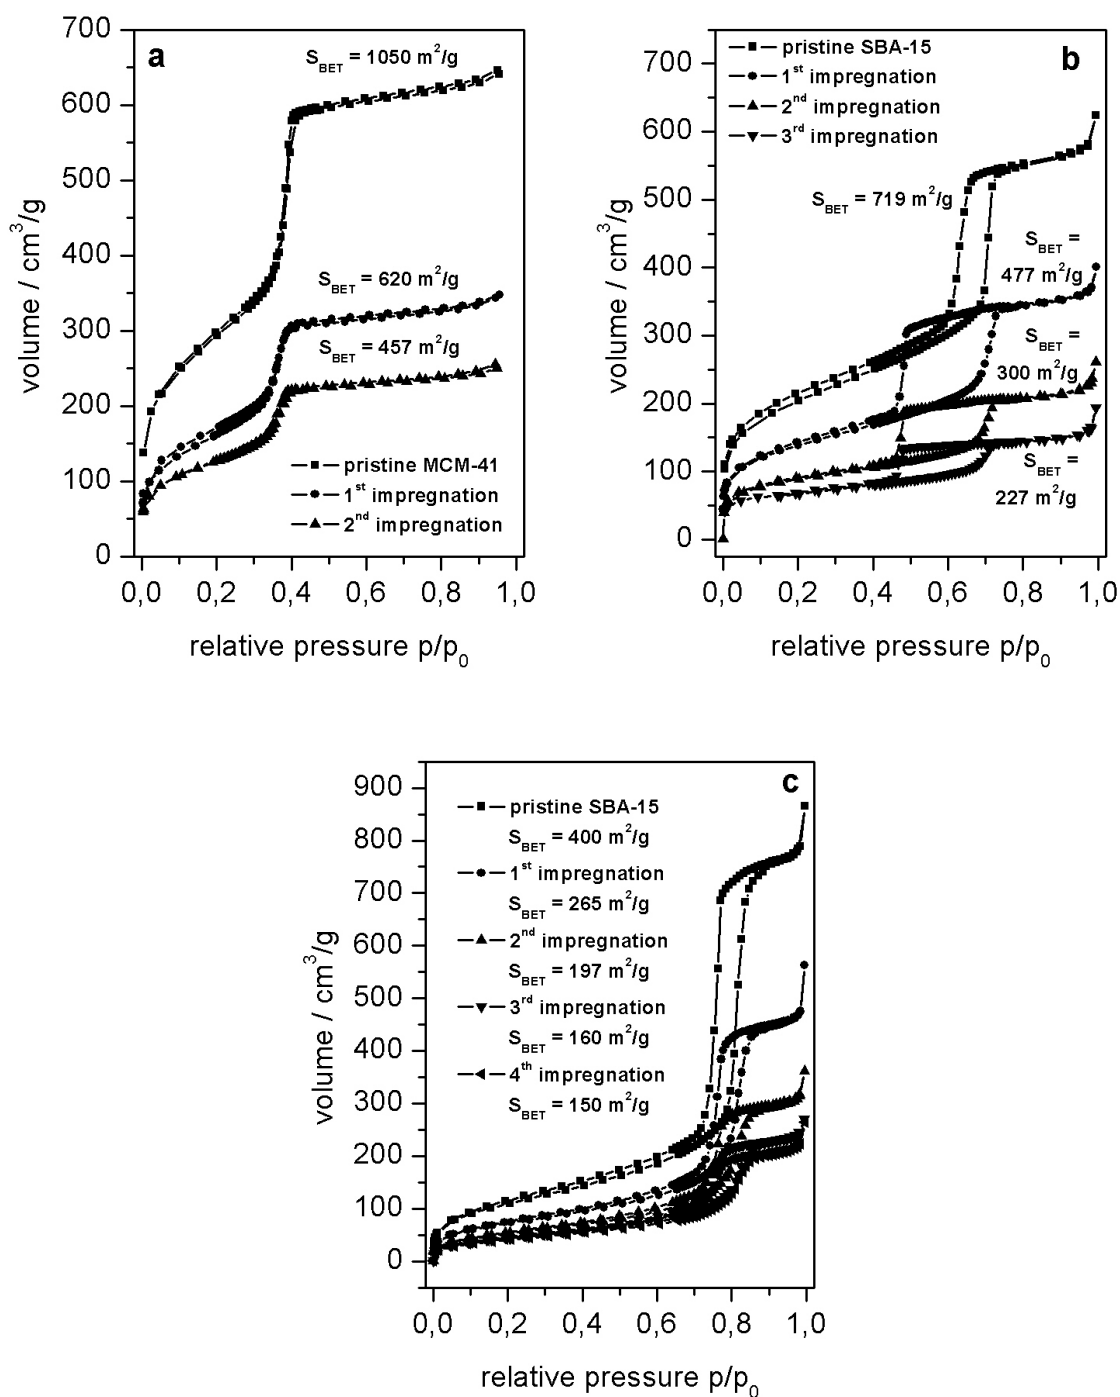 a
S_BET = 1050 m²/g
S_BET = 620 m²/g
S_BET = 457 m²/g
pristine MCM-41
1st impregnation
2nd impregnation
700
600
500
400
300
200
100
0
volume / cm³/g
0,0 0,2 0,4 0,6 0,8 1,0
relative pressure p/p₀
b
pristine SBA-15
1st impregnation
2nd impregnation
3rd impregnation
S_BET = 719 m²/g
S_BET =
477 m²/g
S_BET =
300 m²/g
S_BET =
227 m²/g
700
600
500
400
300
200
100
0
volume / cm³/g
0,0 0,2 0,4 0,6 0,8 1,0
relative pressure p/p₀
c
pristine SBA-15
S_BET = 400 m²/g
1st impregnation
S_BET = 265 m²/g
2nd impregnation
S_BET = 197 m²/g
3rd impregnation
S_BET = 160 m²/g
4th impregnation
S_BET = 150 m²/g
900
800
700
600
500
400
300
200
100
0
volume / cm³/g
0,0 0,2 0,4 0,6 0,8 1,0
relative pressure p/p₀